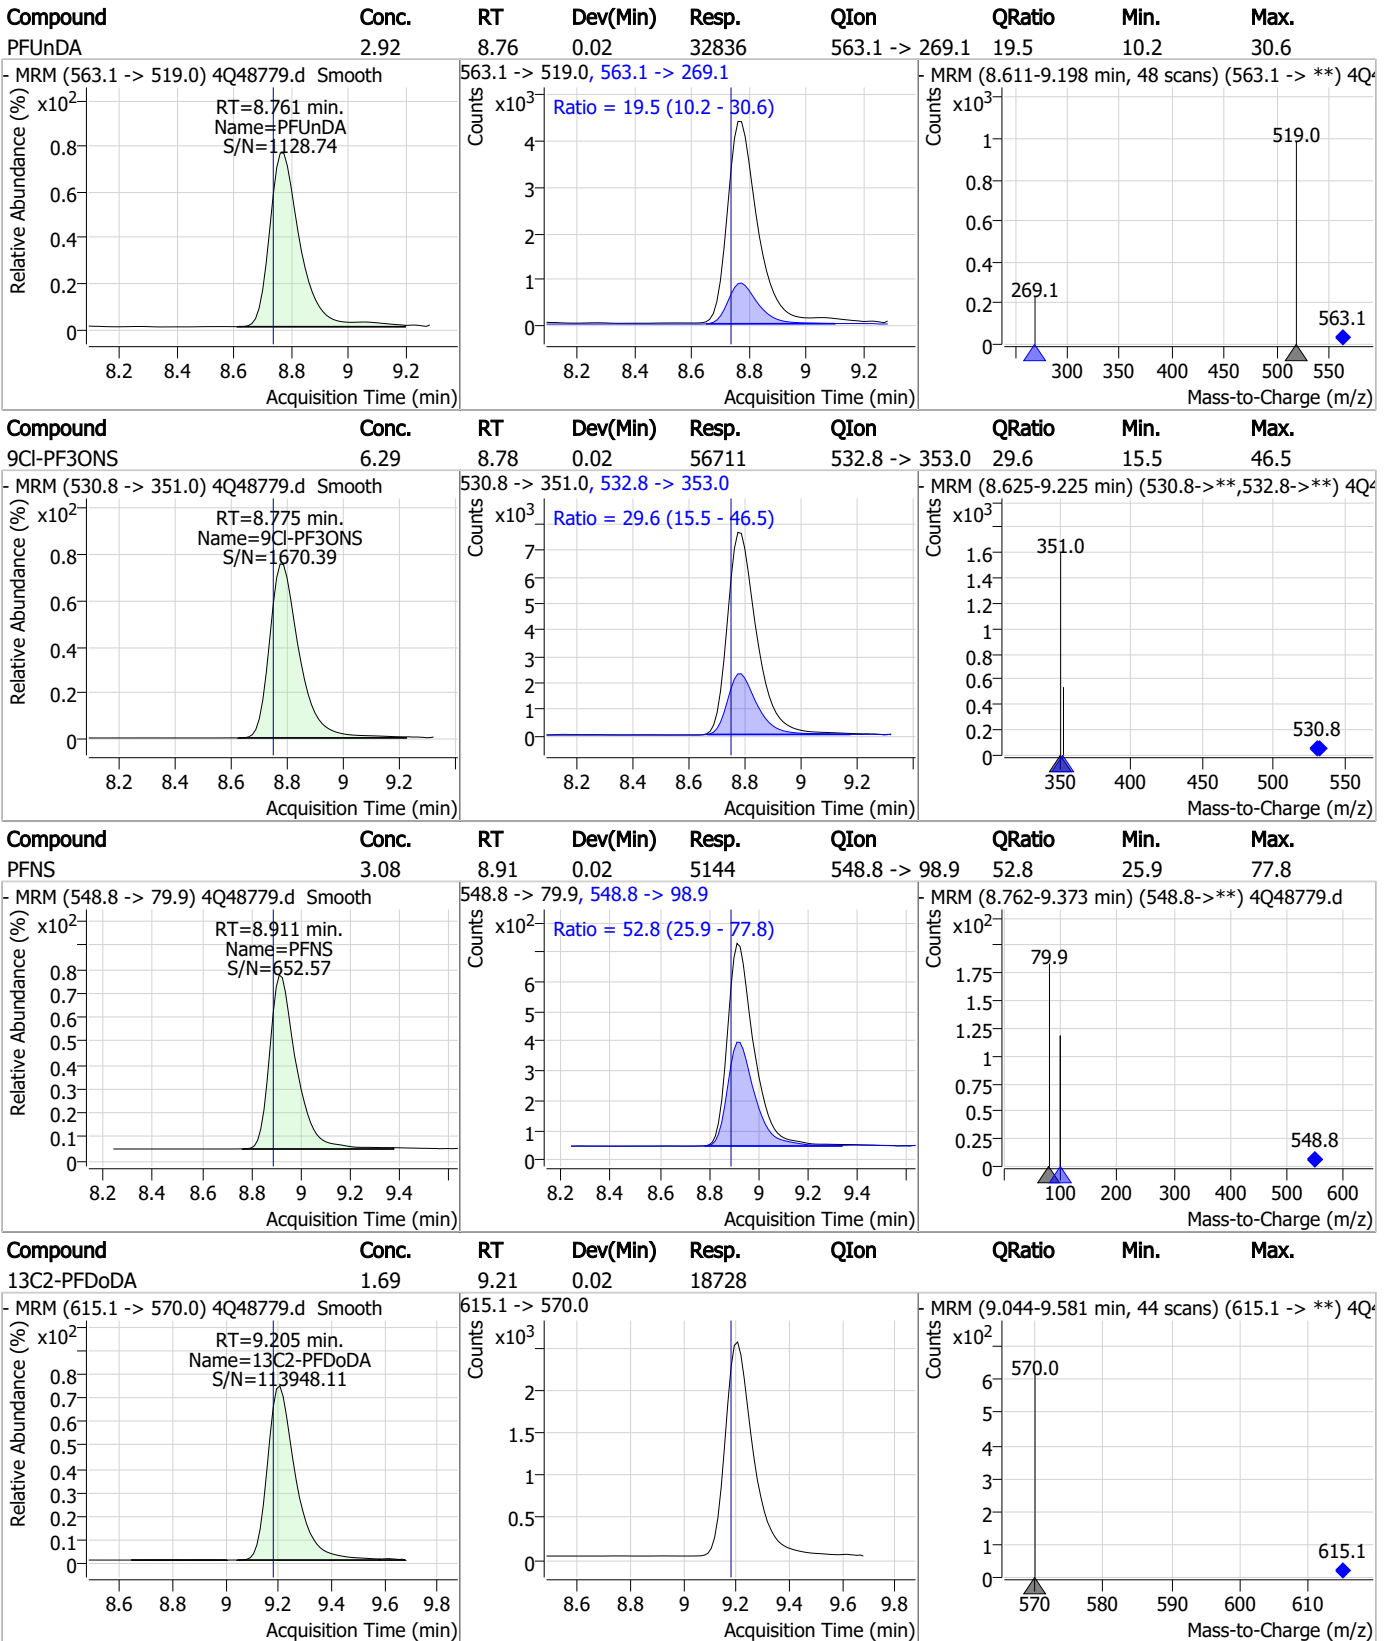 Compound Conc. RT Dev(Min) Resp. QIon QRatio Min. Max.
PFUnDA 2.92 8.76 0.02 32836 563.1 -> 269.1 19.5 10.2 30.6
- MRM (563.1 -> 519.0) 4Q48779.d Smooth
Relative Abundance (%)
x10²
RT=8.761 min.
Name=PFUnDA
S/N=1128.74
0.8
0.6
0.4
0.2
0
8.2 8.4 8.6 8.8 9 9.2
Acquisition Time (min)
563.1 -> 519.0, 563.1 -> 269.1
Counts
x10³
Ratio = 19.5 (10.2 - 30.6)
4
3
2
1
0
8.2 8.4 8.6 8.8 9 9.2
Acquisition Time (min)
- MRM (8.611-9.198 min, 48 scans) (563.1 -> **) 4Q4
Counts
x10³
519.0
1
0.8
0.6
0.4
269.1
0.2
563.1
0
300 350 400 450 500 550
Mass-to-Charge (m/z)
Compound Conc. RT Dev(Min) Resp. QIon QRatio Min. Max.
9Cl-PF3ONS 6.29 8.78 0.02 56711 532.8 -> 353.0 29.6 15.5 46.5
- MRM (530.8 -> 351.0) 4Q48779.d Smooth
Relative Abundance (%)
x10²
RT=8.775 min.
Name=9Cl-PF3ONS
S/N=1670.39
0.8
0.6
0.4
0.2
0
8.2 8.4 8.6 8.8 9 9.2
Acquisition Time (min)
530.8 -> 351.0, 532.8 -> 353.0
Counts
x10³
Ratio = 29.6 (15.5 - 46.5)
7
6
5
4
3
2
1
0
8.2 8.4 8.6 8.8 9 9.2
Acquisition Time (min)
- MRM (8.625-9.225 min) (530.8->**,532.8->**) 4Q4
Counts
x10³
351.0
1.6
1.4
1.2
1
0.8
0.6
0.4
0.2
530.8
0
350 400 450 500 550
Mass-to-Charge (m/z)
Compound Conc. RT Dev(Min) Resp. QIon QRatio Min. Max.
PFNS 3.08 8.91 0.02 5144 548.8 -> 98.9 52.8 25.9 77.8
- MRM (548.8 -> 79.9) 4Q48779.d Smooth
Relative Abundance (%)
x10²
RT=8.911 min.
Name=PFNS
S/N=652.57
0.8
0.7
0.6
0.5
0.4
0.3
0.2
0.1
0
8.2 8.4 8.6 8.8 9 9.2 9.4
Acquisition Time (min)
548.8 -> 79.9, 548.8 -> 98.9
Counts
x10²
Ratio = 52.8 (25.9 - 77.8)
6
5
4
3
2
1
0
8.2 8.4 8.6 8.8 9 9.2 9.4
Acquisition Time (min)
- MRM (8.762-9.373 min) (548.8->**) 4Q48779.d
Counts
x10²
79.9
1.75
1.5
1.25
1
0.75
0.5
0.25
548.8
0
100 200 300 400 500 600
Mass-to-Charge (m/z)
Compound Conc. RT Dev(Min) Resp. QIon QRatio Min. Max.
13C2-PFDoDA 1.69 9.21 0.02 18728
- MRM (615.1 -> 570.0) 4Q48779.d Smooth
Relative Abundance (%)
x10²
RT=9.205 min.
Name=13C2-PFDoDA
S/N=113948.11
0.8
0.7
0.6
0.5
0.4
0.3
0.2
0.1
0
8.6 8.8 9 9.2 9.4 9.6 9.8
Acquisition Time (min)
615.1 -> 570.0
Counts
x10³
2
1.5
1
0.5
0
8.6 8.8 9 9.2 9.4 9.6 9.8
Acquisition Time (min)
- MRM (9.044-9.581 min, 44 scans) (615.1 -> **) 4Q4
Counts
x10²
570.0
6
5
4
3
2
1
615.1
0
570 580 590 600 610
Mass-to-Charge (m/z)